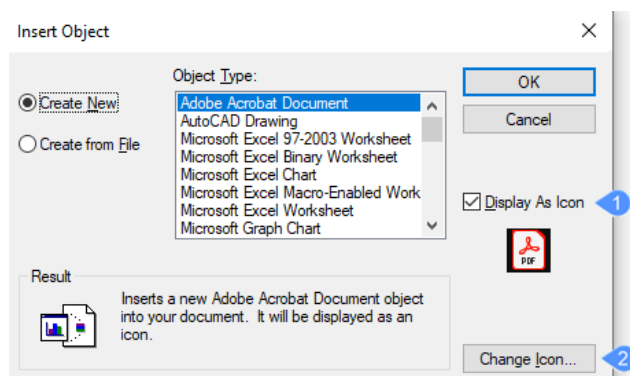 Insert Object
Object Type:
Create New
Create from File
Adobe Acrobat Document
AutoCAD Drawing
Microsoft Excel 97-2003 Worksheet
Microsoft Excel Binary Worksheet
Microsoft Excel Chart
Microsoft Excel Macro-Enabled Work
Microsoft Excel Worksheet
Microsoft Graph Chart
OK
Cancel
Display As Icon
1
PDF
Result
Inserts a new Adobe Acrobat Document object
into your document. It will be displayed as an
icon.
Change Icon...
2